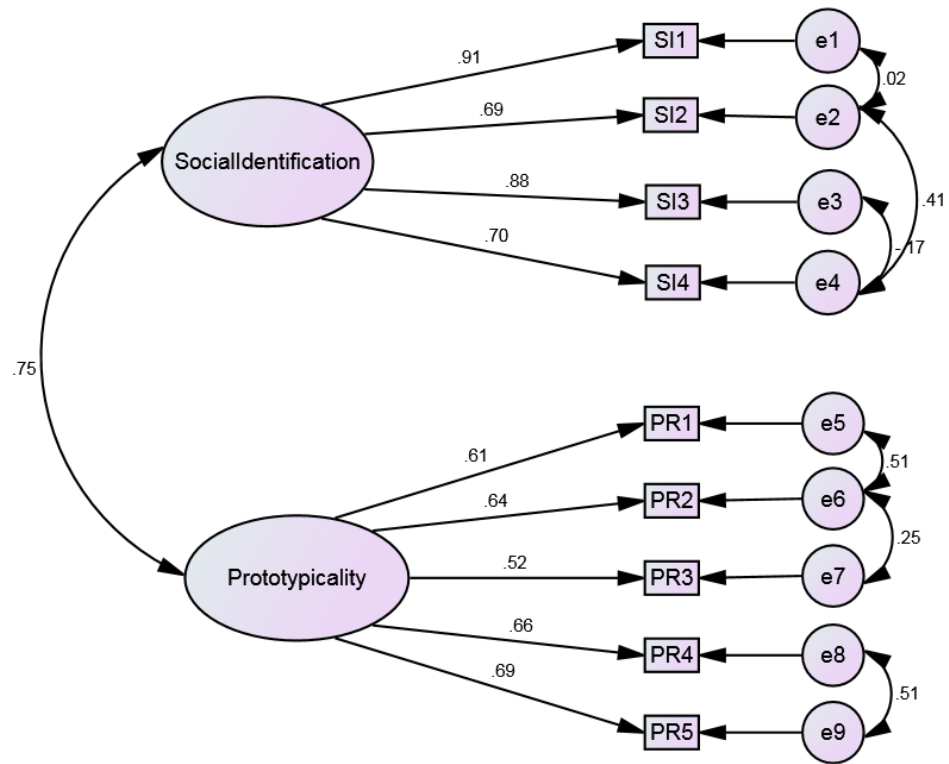 SI1
e1
.91
.02
.69
SI2
e2
SocialIdentification
.88
SI3
e3
.41
-.17
.70
SI4
e4
.75
PR1
e5
.61
.51
.64
PR2
e6
.25
Prototypicality
.52
PR3
e7
.66
PR4
e8
.69
.51
PR5
e9